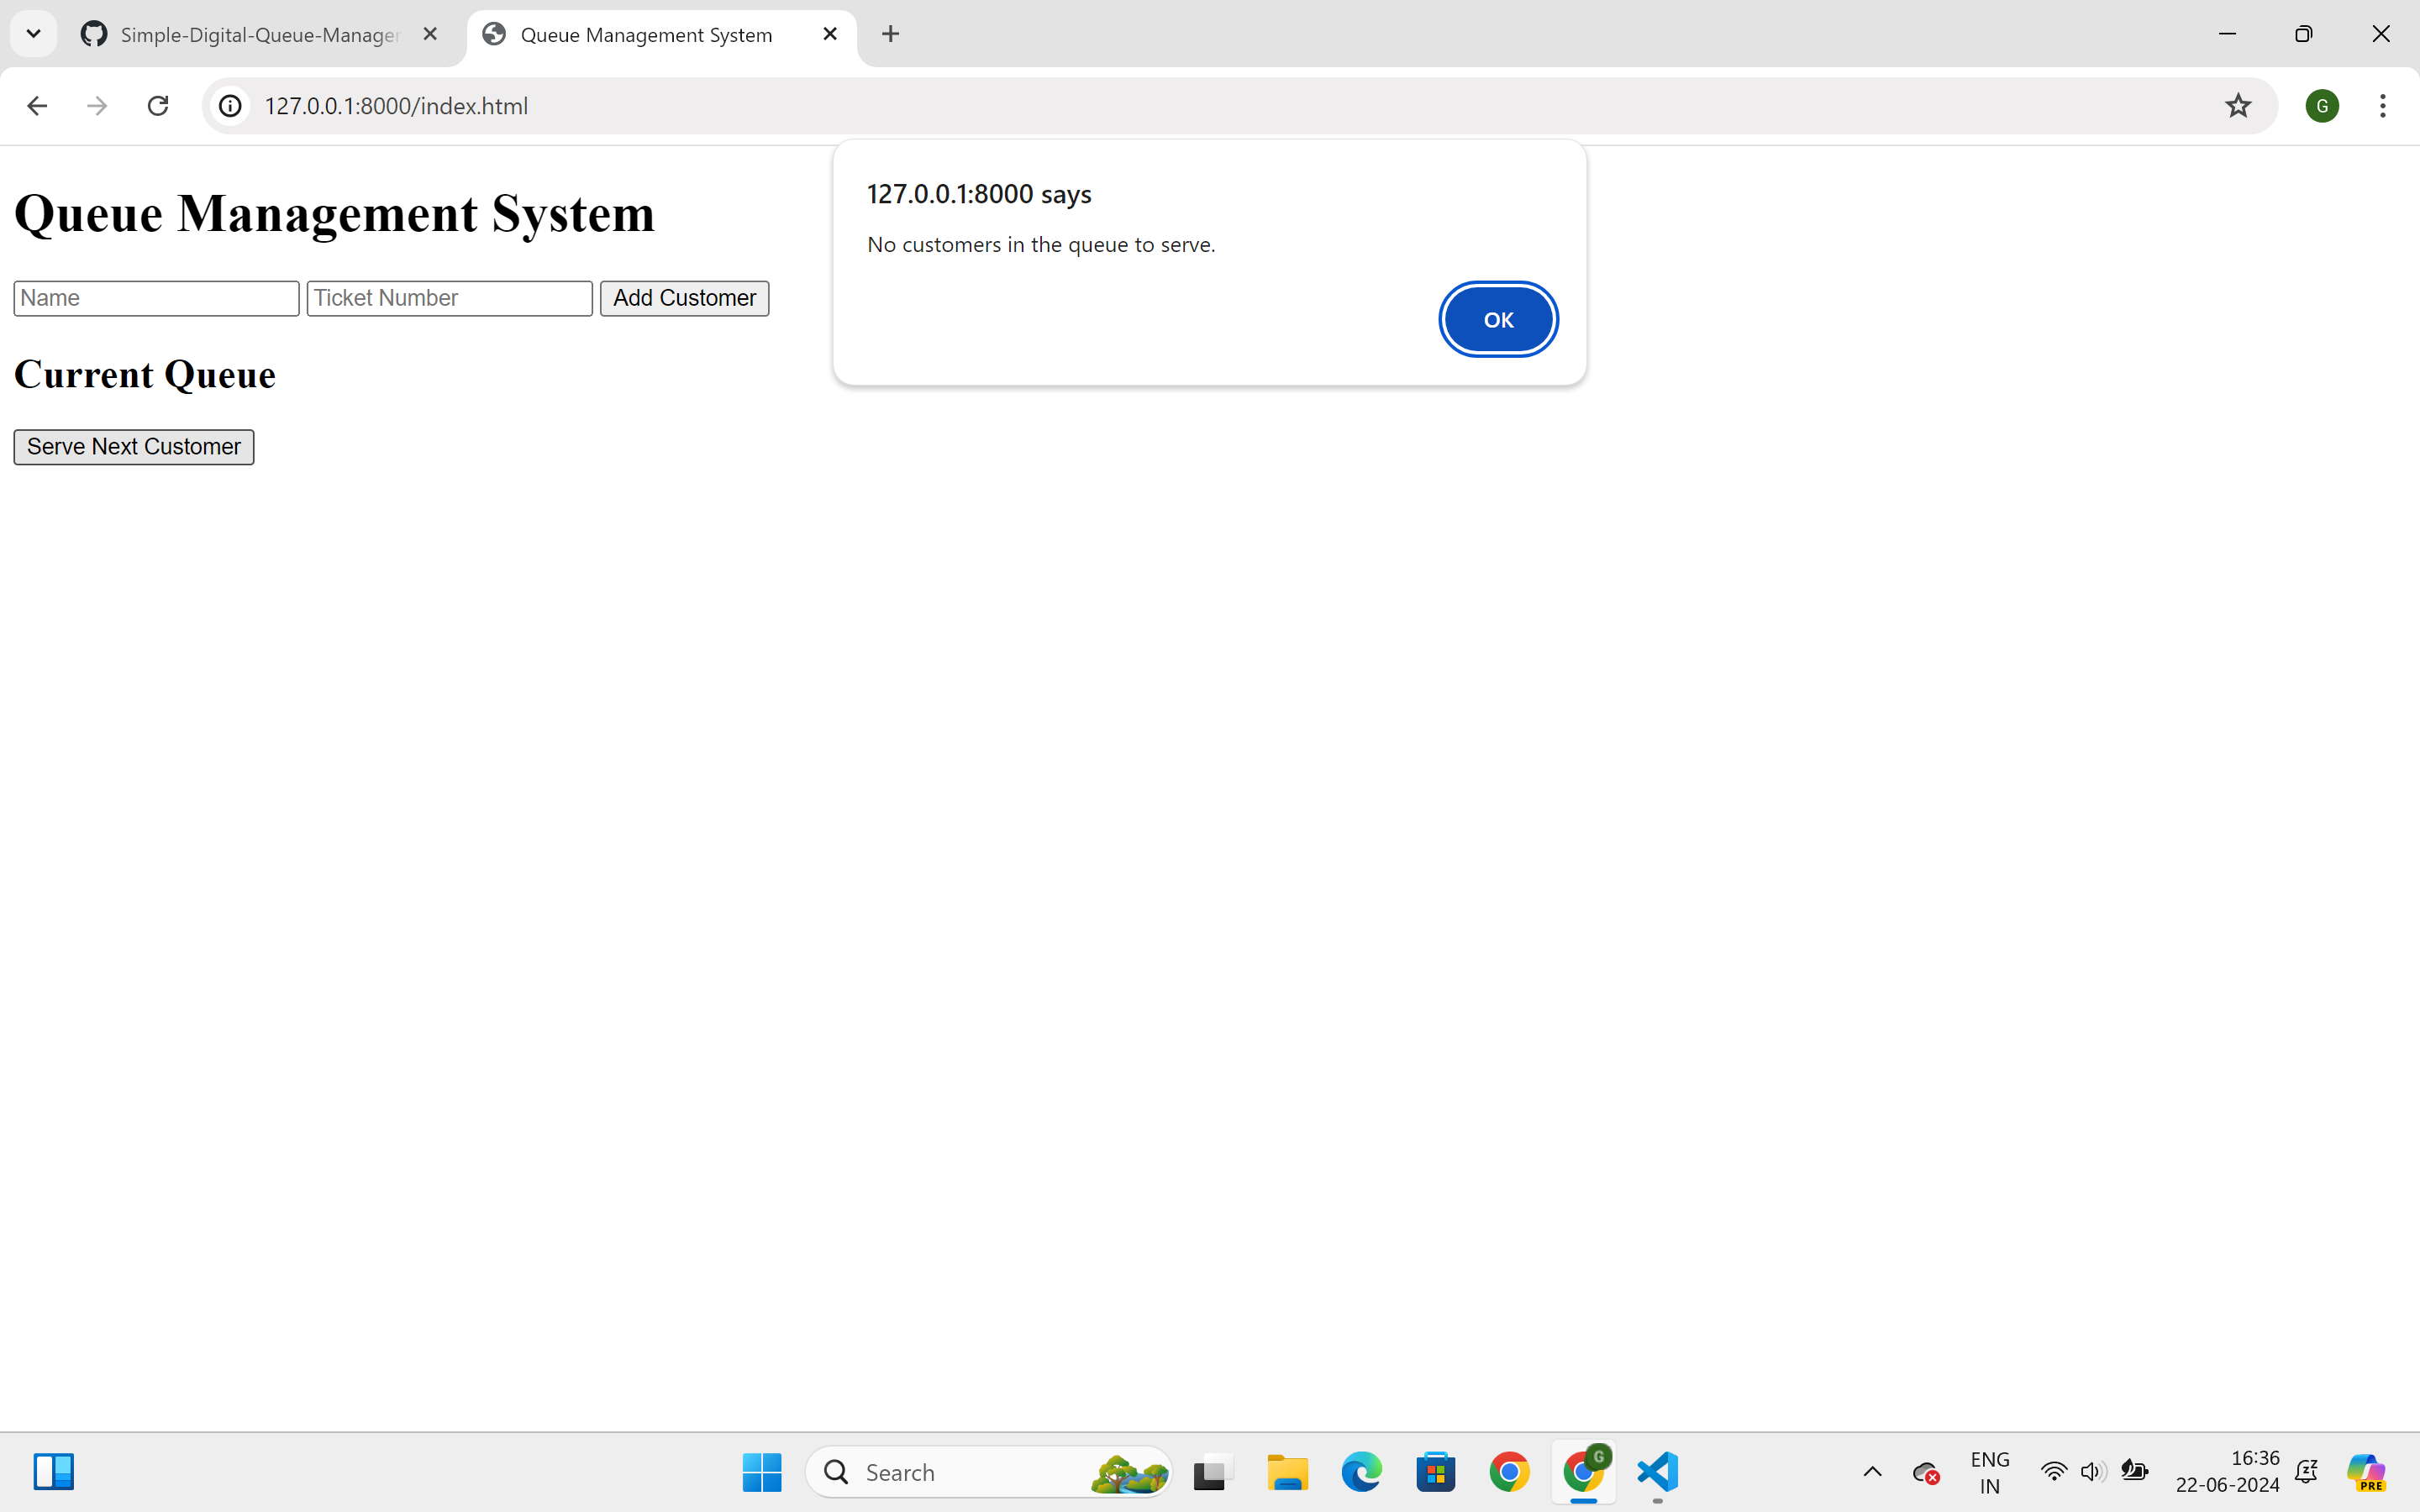 Simple-Digital-Queue-Manager
Queue Management System
127.0.0.1:8000/index.html
G
127.0.0.1:8000 says
No customers in the queue to serve.
OK
Queue Management System
Name
Ticket Number
Add Customer
Current Queue
Serve Next Customer
Search
G
ENG
IN
16:36
22-06-2024
PRE